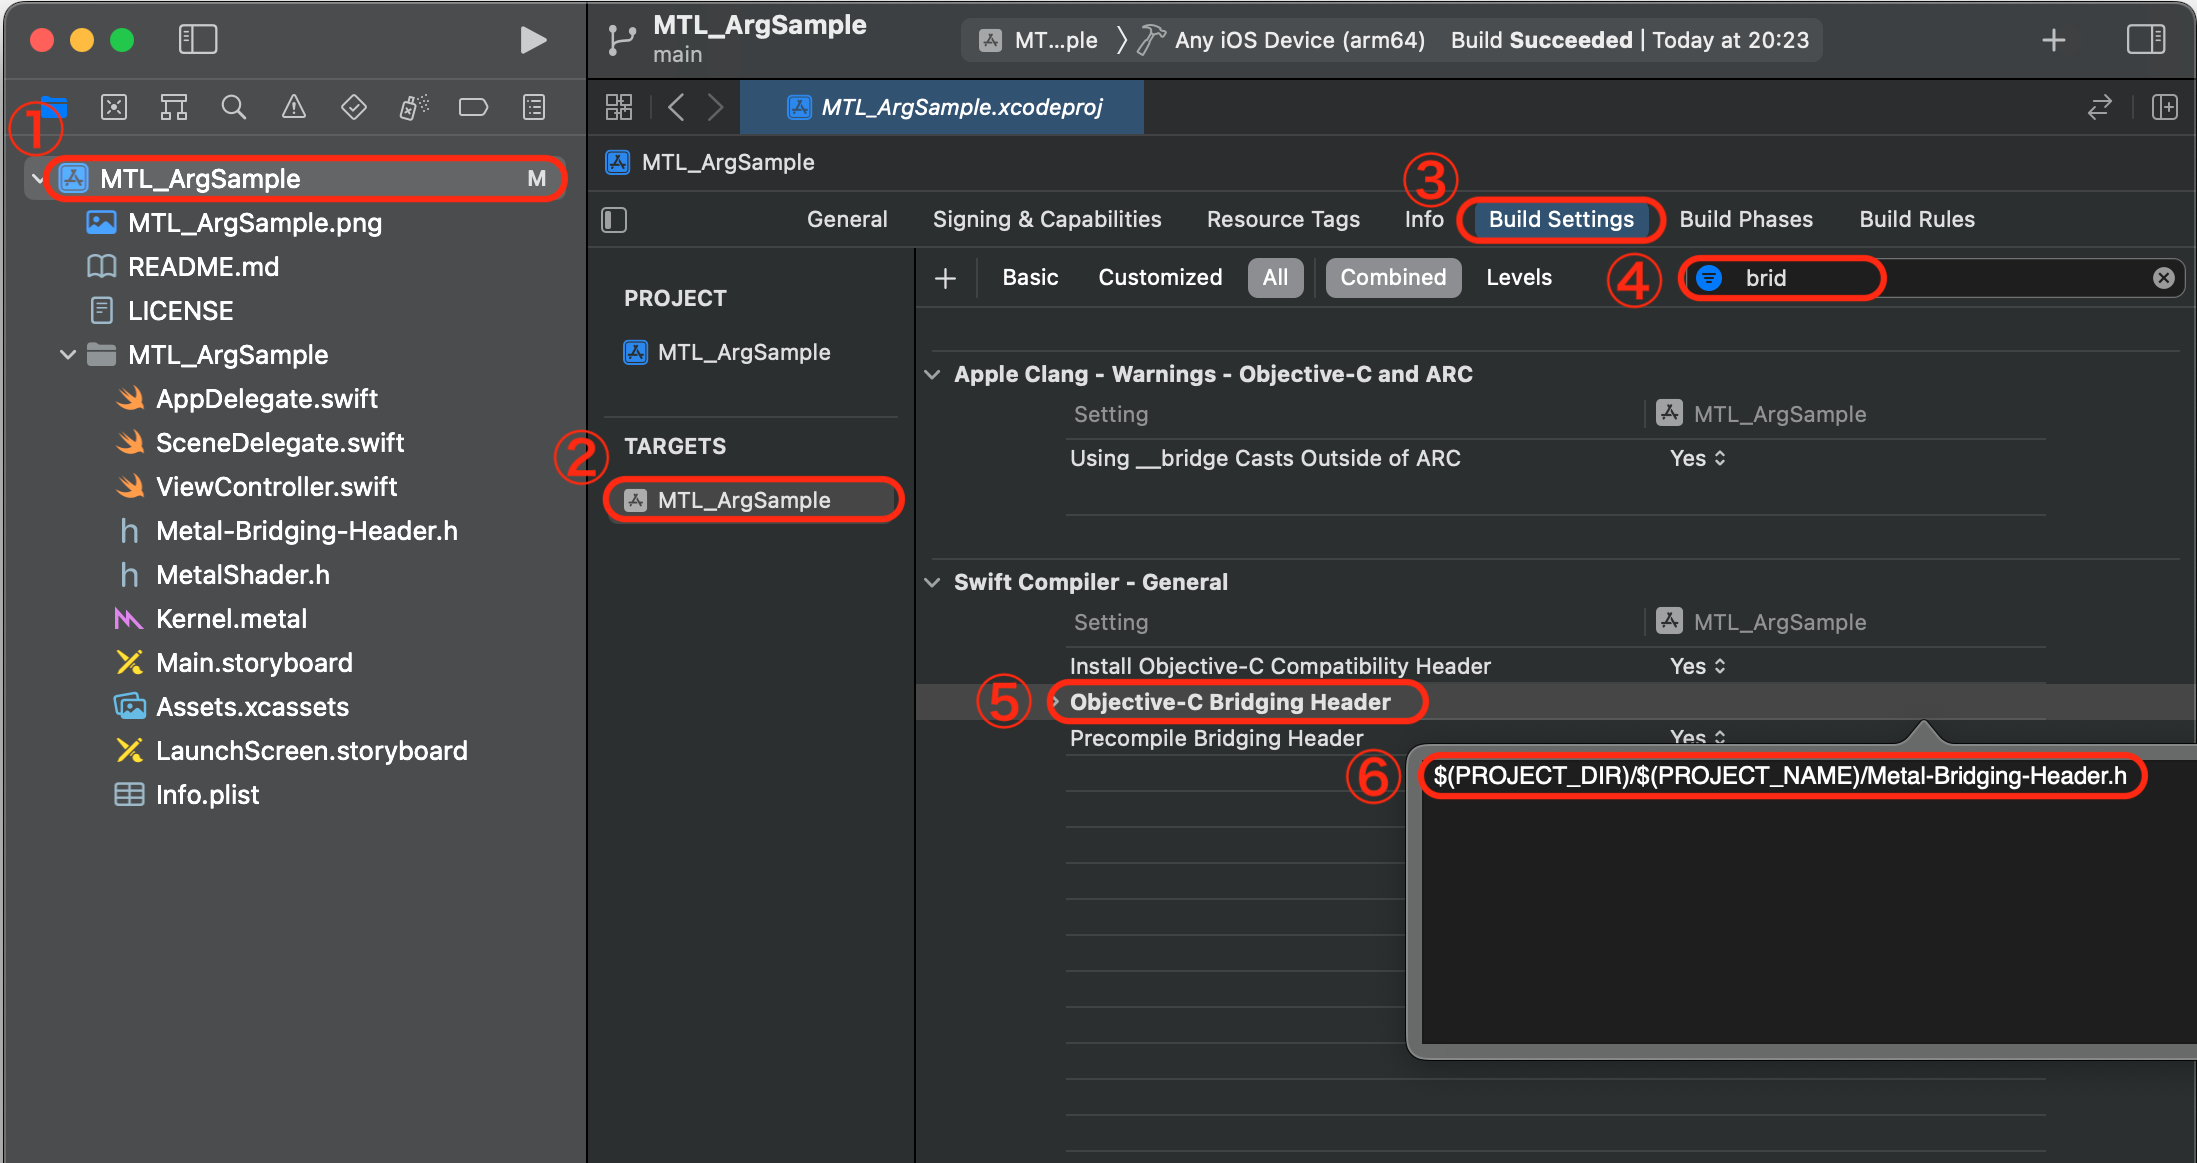 MTL_ArgSample
main
MT...ple 〉 Any iOS Device (arm64) Build Succeeded | Today at 20:23
①
MTL_ArgSample M
MTL_ArgSample.png
README.md
LICENSE
MTL_ArgSample
AppDelegate.swift
SceneDelegate.swift
ViewController.swift
Metal-Bridging-Header.h
MetalShader.h
Kernel.metal
Main.storyboard
Assets.xcassets
LaunchScreen.storyboard
Info.plist
MTL_ArgSample.xcodeproj
MTL_ArgSample
③
General Signing & Capabilities Resource Tags Info Build Settings Build Phases Build Rules
PROJECT
MTL_ArgSample
② TARGETS
MTL_ArgSample
+ Basic Customized All Combined Levels ④ brid
Apple Clang - Warnings - Objective-C and ARC
Setting MTL_ArgSample
Using __bridge Casts Outside of ARC Yes
Swift Compiler - General
Setting MTL_ArgSample
Install Objective-C Compatibility Header Yes
⑤ Objective-C Bridging Header
Precompile Bridging Header Yes
⑥ $(PROJECT_DIR)/$(PROJECT_NAME)/Metal-Bridging-Header.h